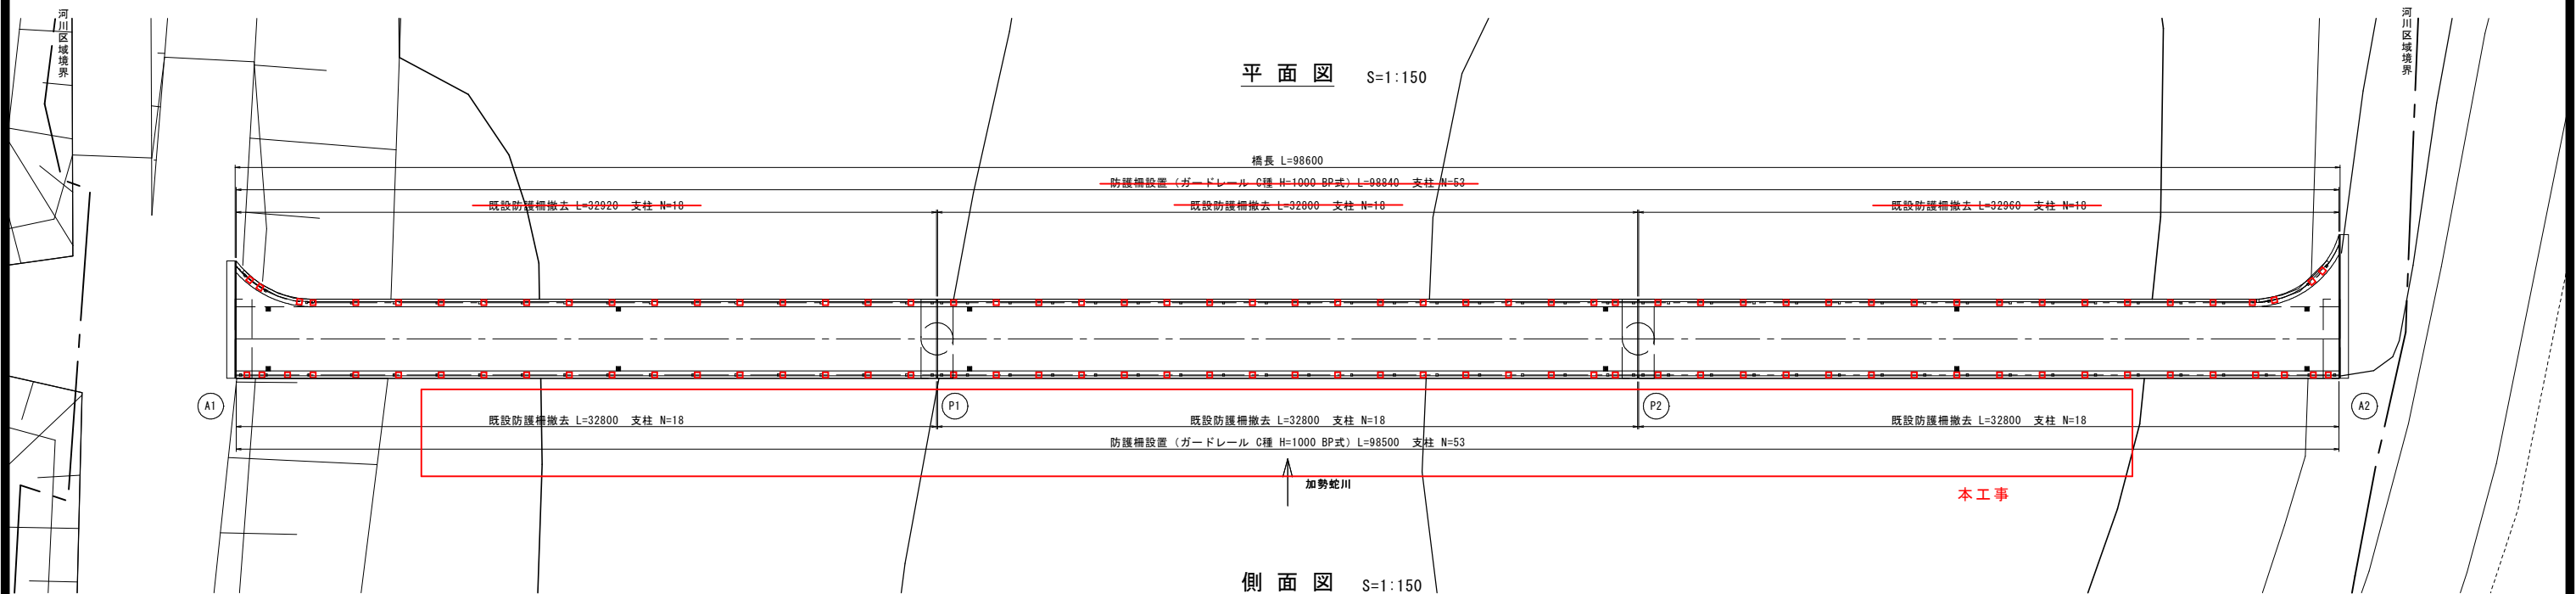 河川区域境界
河川区域境界
平面図 S=1:150
橋長 L=98600
防護柵設置（ガードレール C種 H=1000 BP式）L=98840 支柱 N=53
既設防護柵撤去 L=32920 支柱 N=18
既設防護柵撤去 L=32800 支柱 N=18
既設防護柵撤去 L=32960 支柱 N=18
A1
P1
P2
A2
既設防護柵撤去 L=32800 支柱 N=18
既設防護柵撤去 L=32800 支柱 N=18
既設防護柵撤去 L=32800 支柱 N=18
防護柵設置（ガードレール C種 H=1000 BP式）L=98500 支柱 N=53
加勢蛇川
本工事
側面図 S=1:150